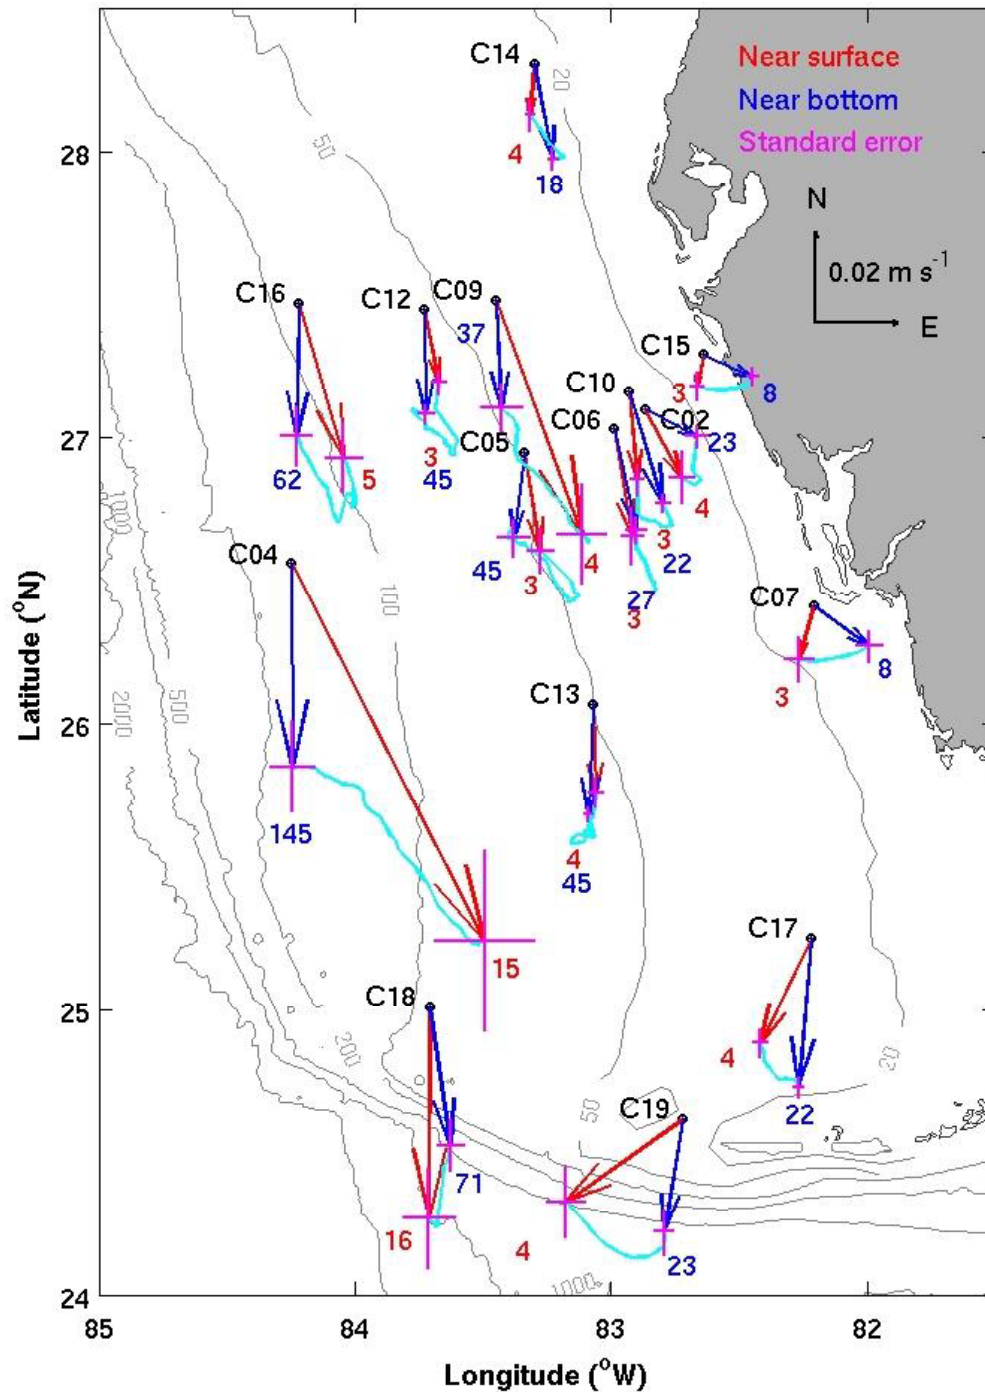 C14
20
Near surface
Near bottom
Standard error
50
28
4
18
N
0.02 m s⁻¹
E
C16
C12
C09
37
C15
C10
3
8
C06
C02
27
C05
23
62
5
3
45
4
1000
45
3
4
3
22
C04
27
3
100
C07
500
2000
3
8
C13
26
145
4
45
15
C17
C18
25
4
20
200
50
C19
22
71
16
4
23
1000
24
85
84
83
82
Latitude (°N)
Longitude (°W)